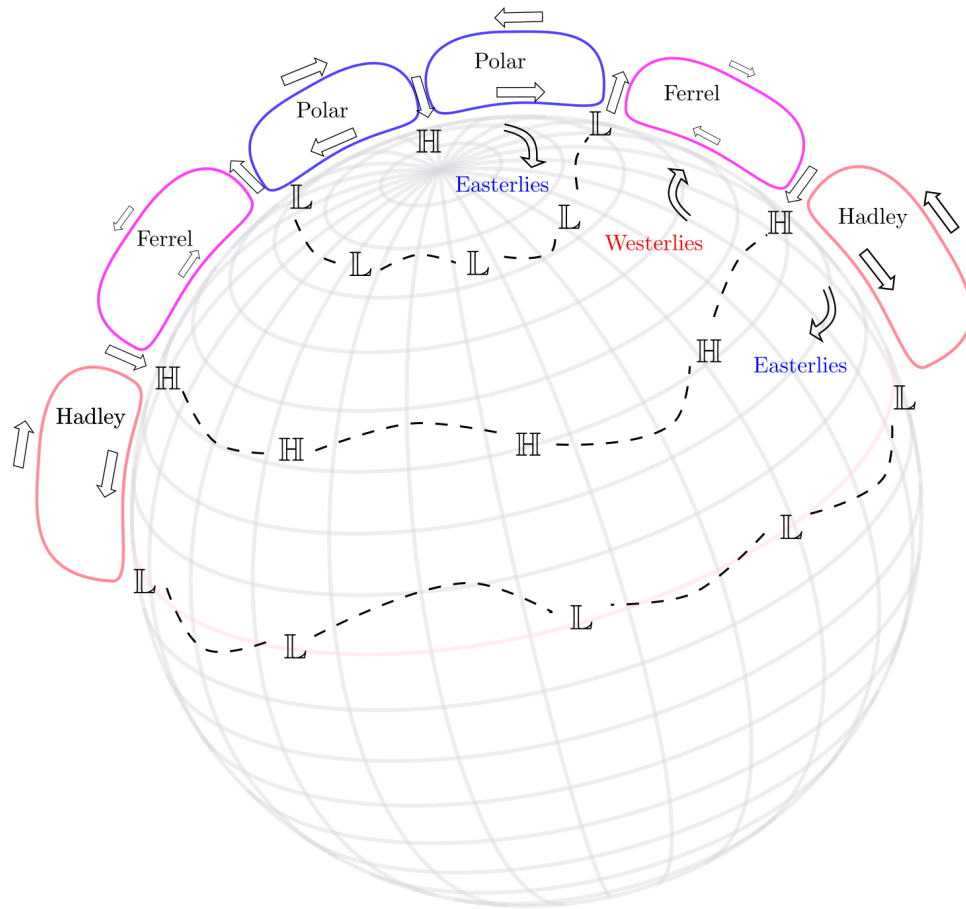 Polar
Polar
Ferrel
ℍ
𝕃
Easterlies
𝕃
Hadley
ℍ
𝕃
Ferrel
Westerlies
𝕃
𝕃
ℍ
Easterlies
ℍ
𝕃
Hadley
ℍ
ℍ
𝕃
𝕃
𝕃
𝕃